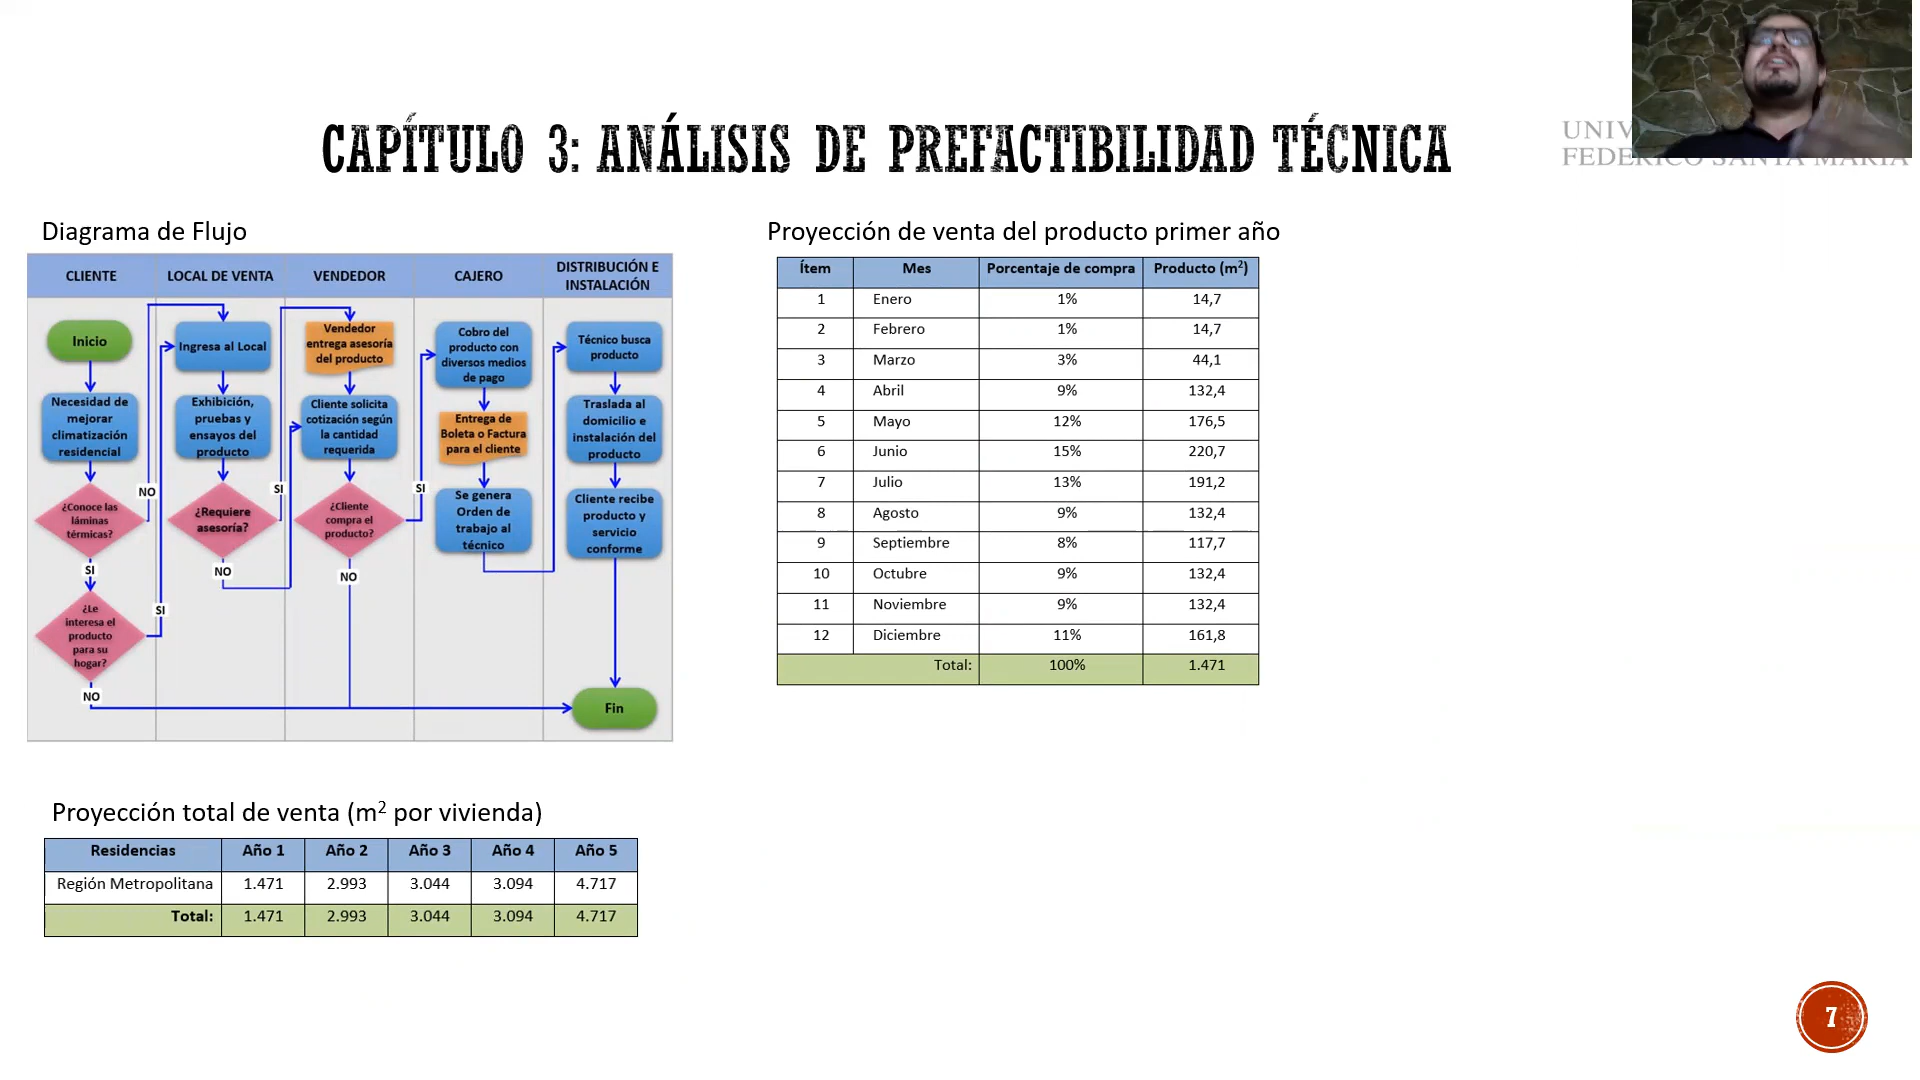 CAPÍTULO 3: ANÁLISIS DE PREFACTIBILIDAD TÉCNICA
Diagrama de Flujo
CLIENTE
LOCAL DE VENTA
VENDEDOR
CAJERO
DISTRIBUCIÓN E
INSTALACIÓN
Inicio
Necesidad de
mejorar
climatización
residencial
¿Conoce las
láminas
térmicas?
NO
SI
¿Le
interesa el
producto
para su
hogar?
SI
NO
Ingresa al Local
Exhibición,
pruebas y
ensayos del
producto
¿Requiere
asesoría?
SI
NO
Vendedor
entrega asesoría
del producto
Cliente solicita
cotización según
la cantidad
requerida
¿Cliente
compra el
producto?
SI
NO
Cobro del
producto con
diversos medios
de pago
Entrega de
Boleta o Factura
para el cliente
Se genera
Orden de
trabajo al
técnico
Técnico busca
producto
Traslada al
domicilio e
instalación del
producto
Cliente recibe
producto y
servicio
conforme
Fin
Proyección de venta del producto primer año
Ítem Mes Porcentaje de compra Producto (m²)
1 Enero 1% 14,7
2 Febrero 1% 14,7
3 Marzo 3% 44,1
4 Abril 9% 132,4
5 Mayo 12% 176,5
6 Junio 15% 220,7
7 Julio 13% 191,2
8 Agosto 9% 132,4
9 Septiembre 8% 117,7
10 Octubre 9% 132,4
11 Noviembre 9% 132,4
12 Diciembre 11% 161,8
Total: 100% 1.471
Proyección total de venta (m² por vivienda)
Residencias Año 1 Año 2 Año 3 Año 4 Año 5
Región Metropolitana 1.471 2.993 3.044 3.094 4.717
Total: 1.471 2.993 3.044 3.094 4.717
7